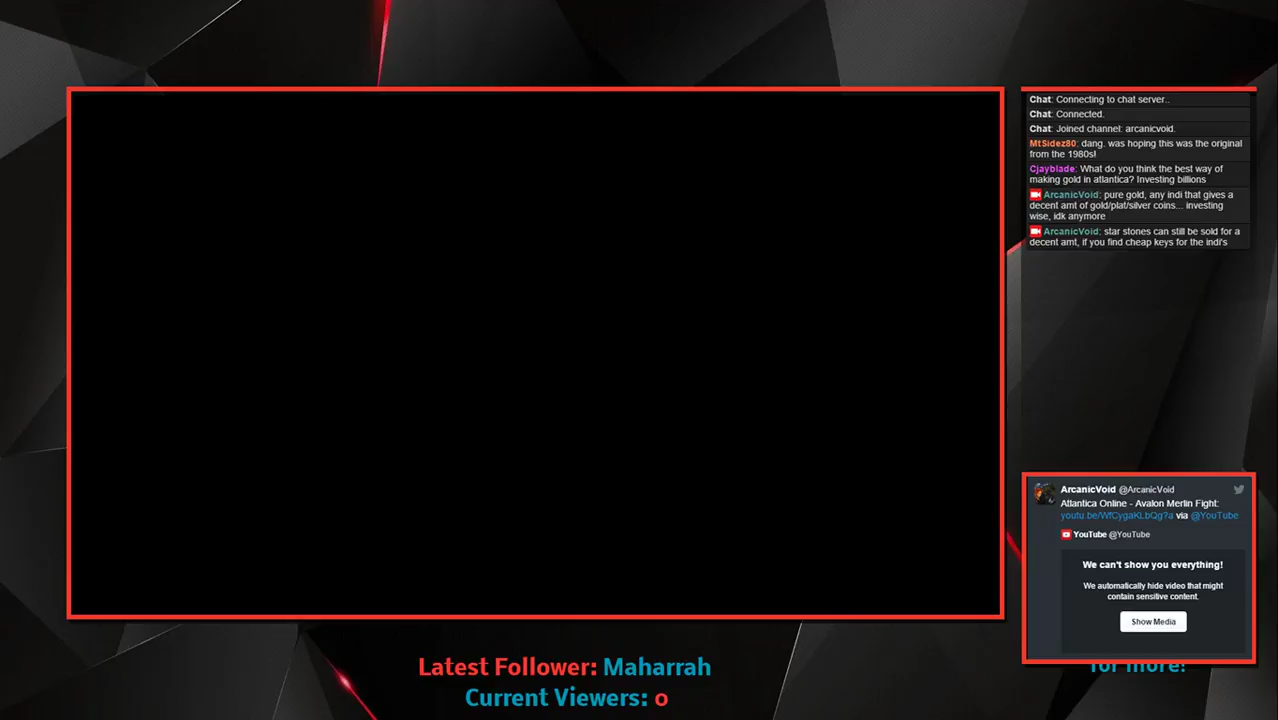 Chat: Connecting to chat server..
Chat: Connected.
Chat: Joined channel: arcanicvoid.
MtSidez80: dang. was hoping this was the original
from the 1980s!
Cjayblade: What do you think the best way of
making gold in atlantica? Investing billions
ArcanicVoid: pure gold, any indi that gives a
decent amt of gold/plat/silver coins... investing
wise, idk anymore
ArcanicVoid: star stones can still be sold for a
decent amt, if you find cheap keys for the indi's
ArcanicVoid @ArcanicVoid
Atlantica Online - Avalon Merlin Fight:
youtu.be/WfCygaKLbQg?a via @YouTube
YouTube @YouTube
We can't show you everything!
We automatically hide video that might
contain sensitive content.
Show Media
for more!
Latest Follower: Maharrah
Current Viewers: 0